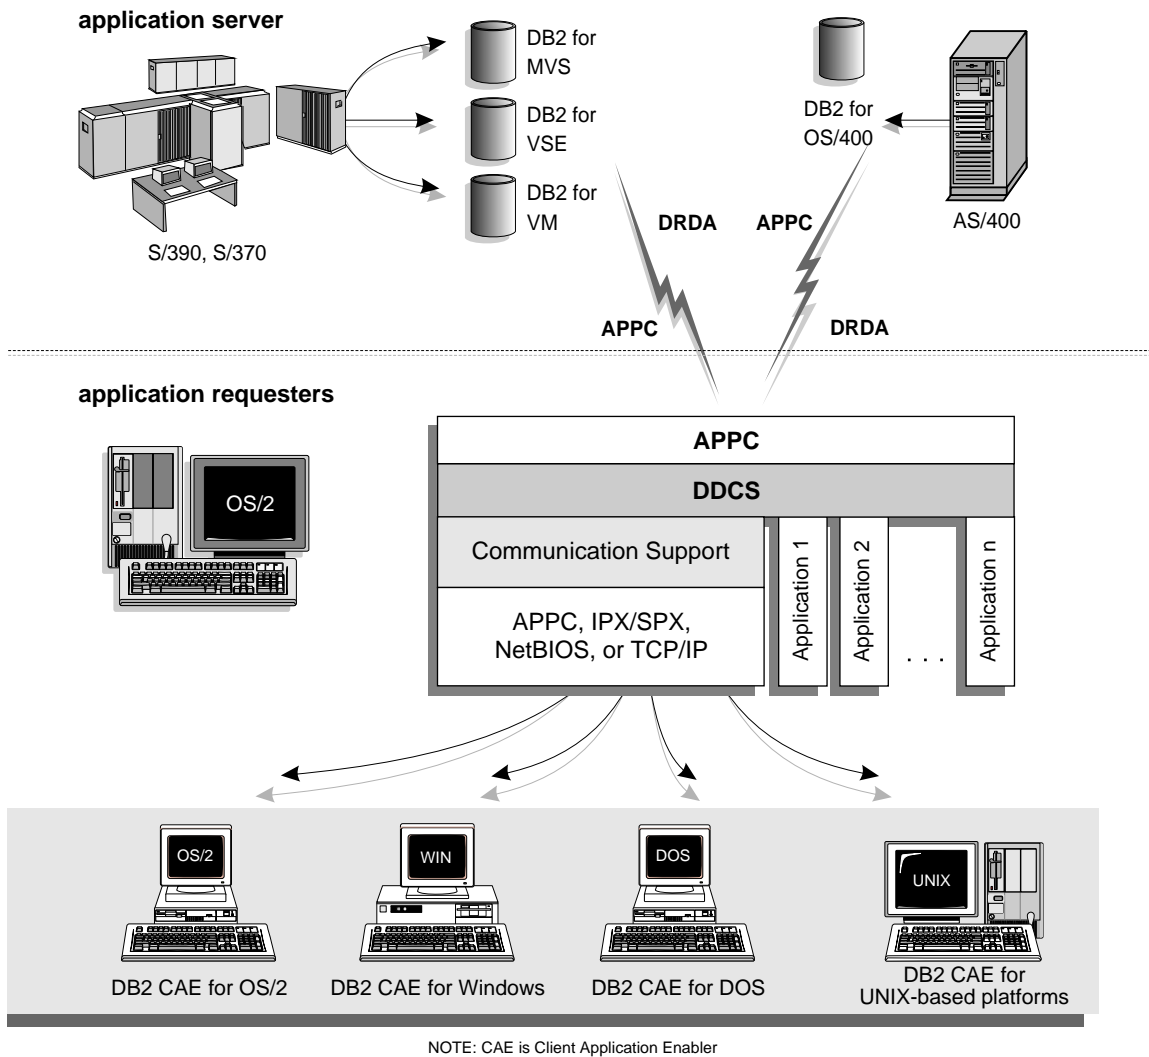 application server
DB2 for
MVS
DB2 for
VSE
DB2 for
VM
S/390, S/370
DB2 for
OS/400
AS/400
DRDA
APPC
APPC
DRDA
application requesters
OS/2
APPC
DDCS
Communication Support
APPC, IPX/SPX,
NetBIOS, or TCP/IP
Application 1
Application 2
. . .
Application n
OS/2
WIN
DOS
UNIX
DB2 CAE for OS/2
DB2 CAE for Windows
DB2 CAE for DOS
DB2 CAE for
UNIX-based platforms
NOTE: CAE is Client Application Enabler